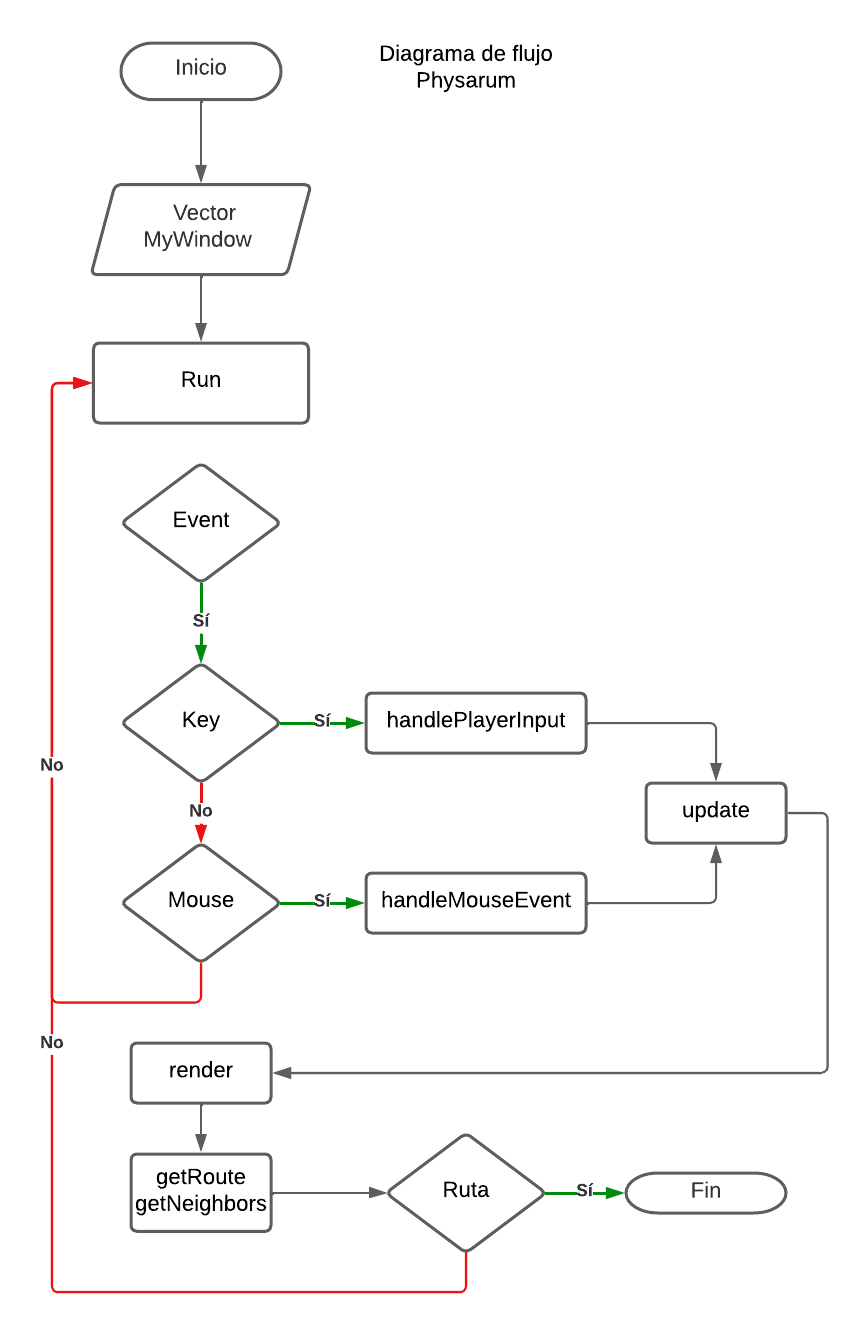 Diagrama de flujo
Physarum
Inicio
Vector
MyWindow
Run
Event
Sí
Key
Sí
handlePlayerInput
No
No
update
Mouse
Sí
handleMouseEvent
No
render
getRoute
getNeighbors
Ruta
Sí
Fin